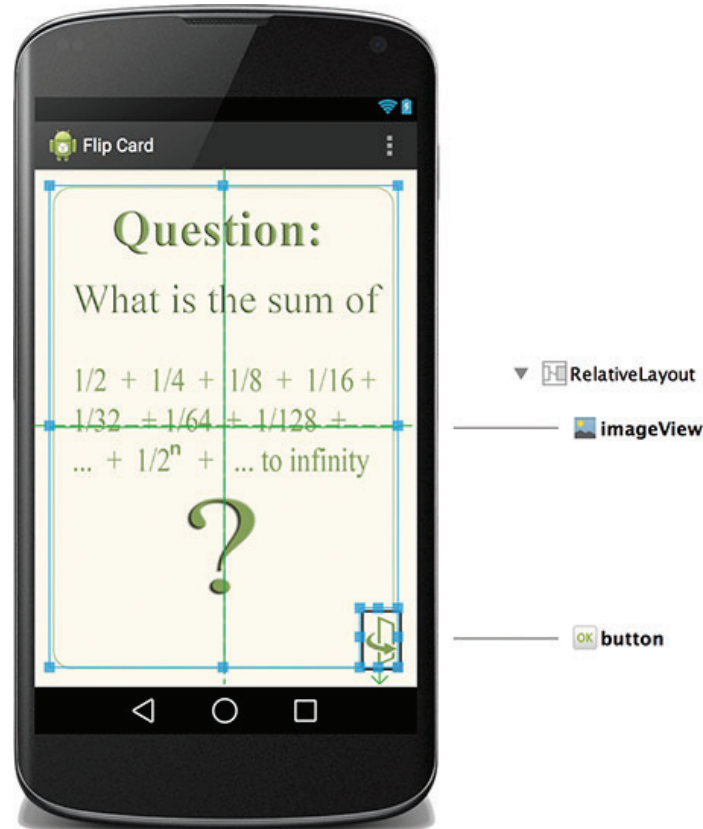 Flip Card
Question:
What is the sum of
1/2 + 1/4 + 1/8 + 1/16 +
1/32 + 1/64 + 1/128 +
... + 1/2ⁿ + ... to infinity
?
RelativeLayout
imageView
OK button